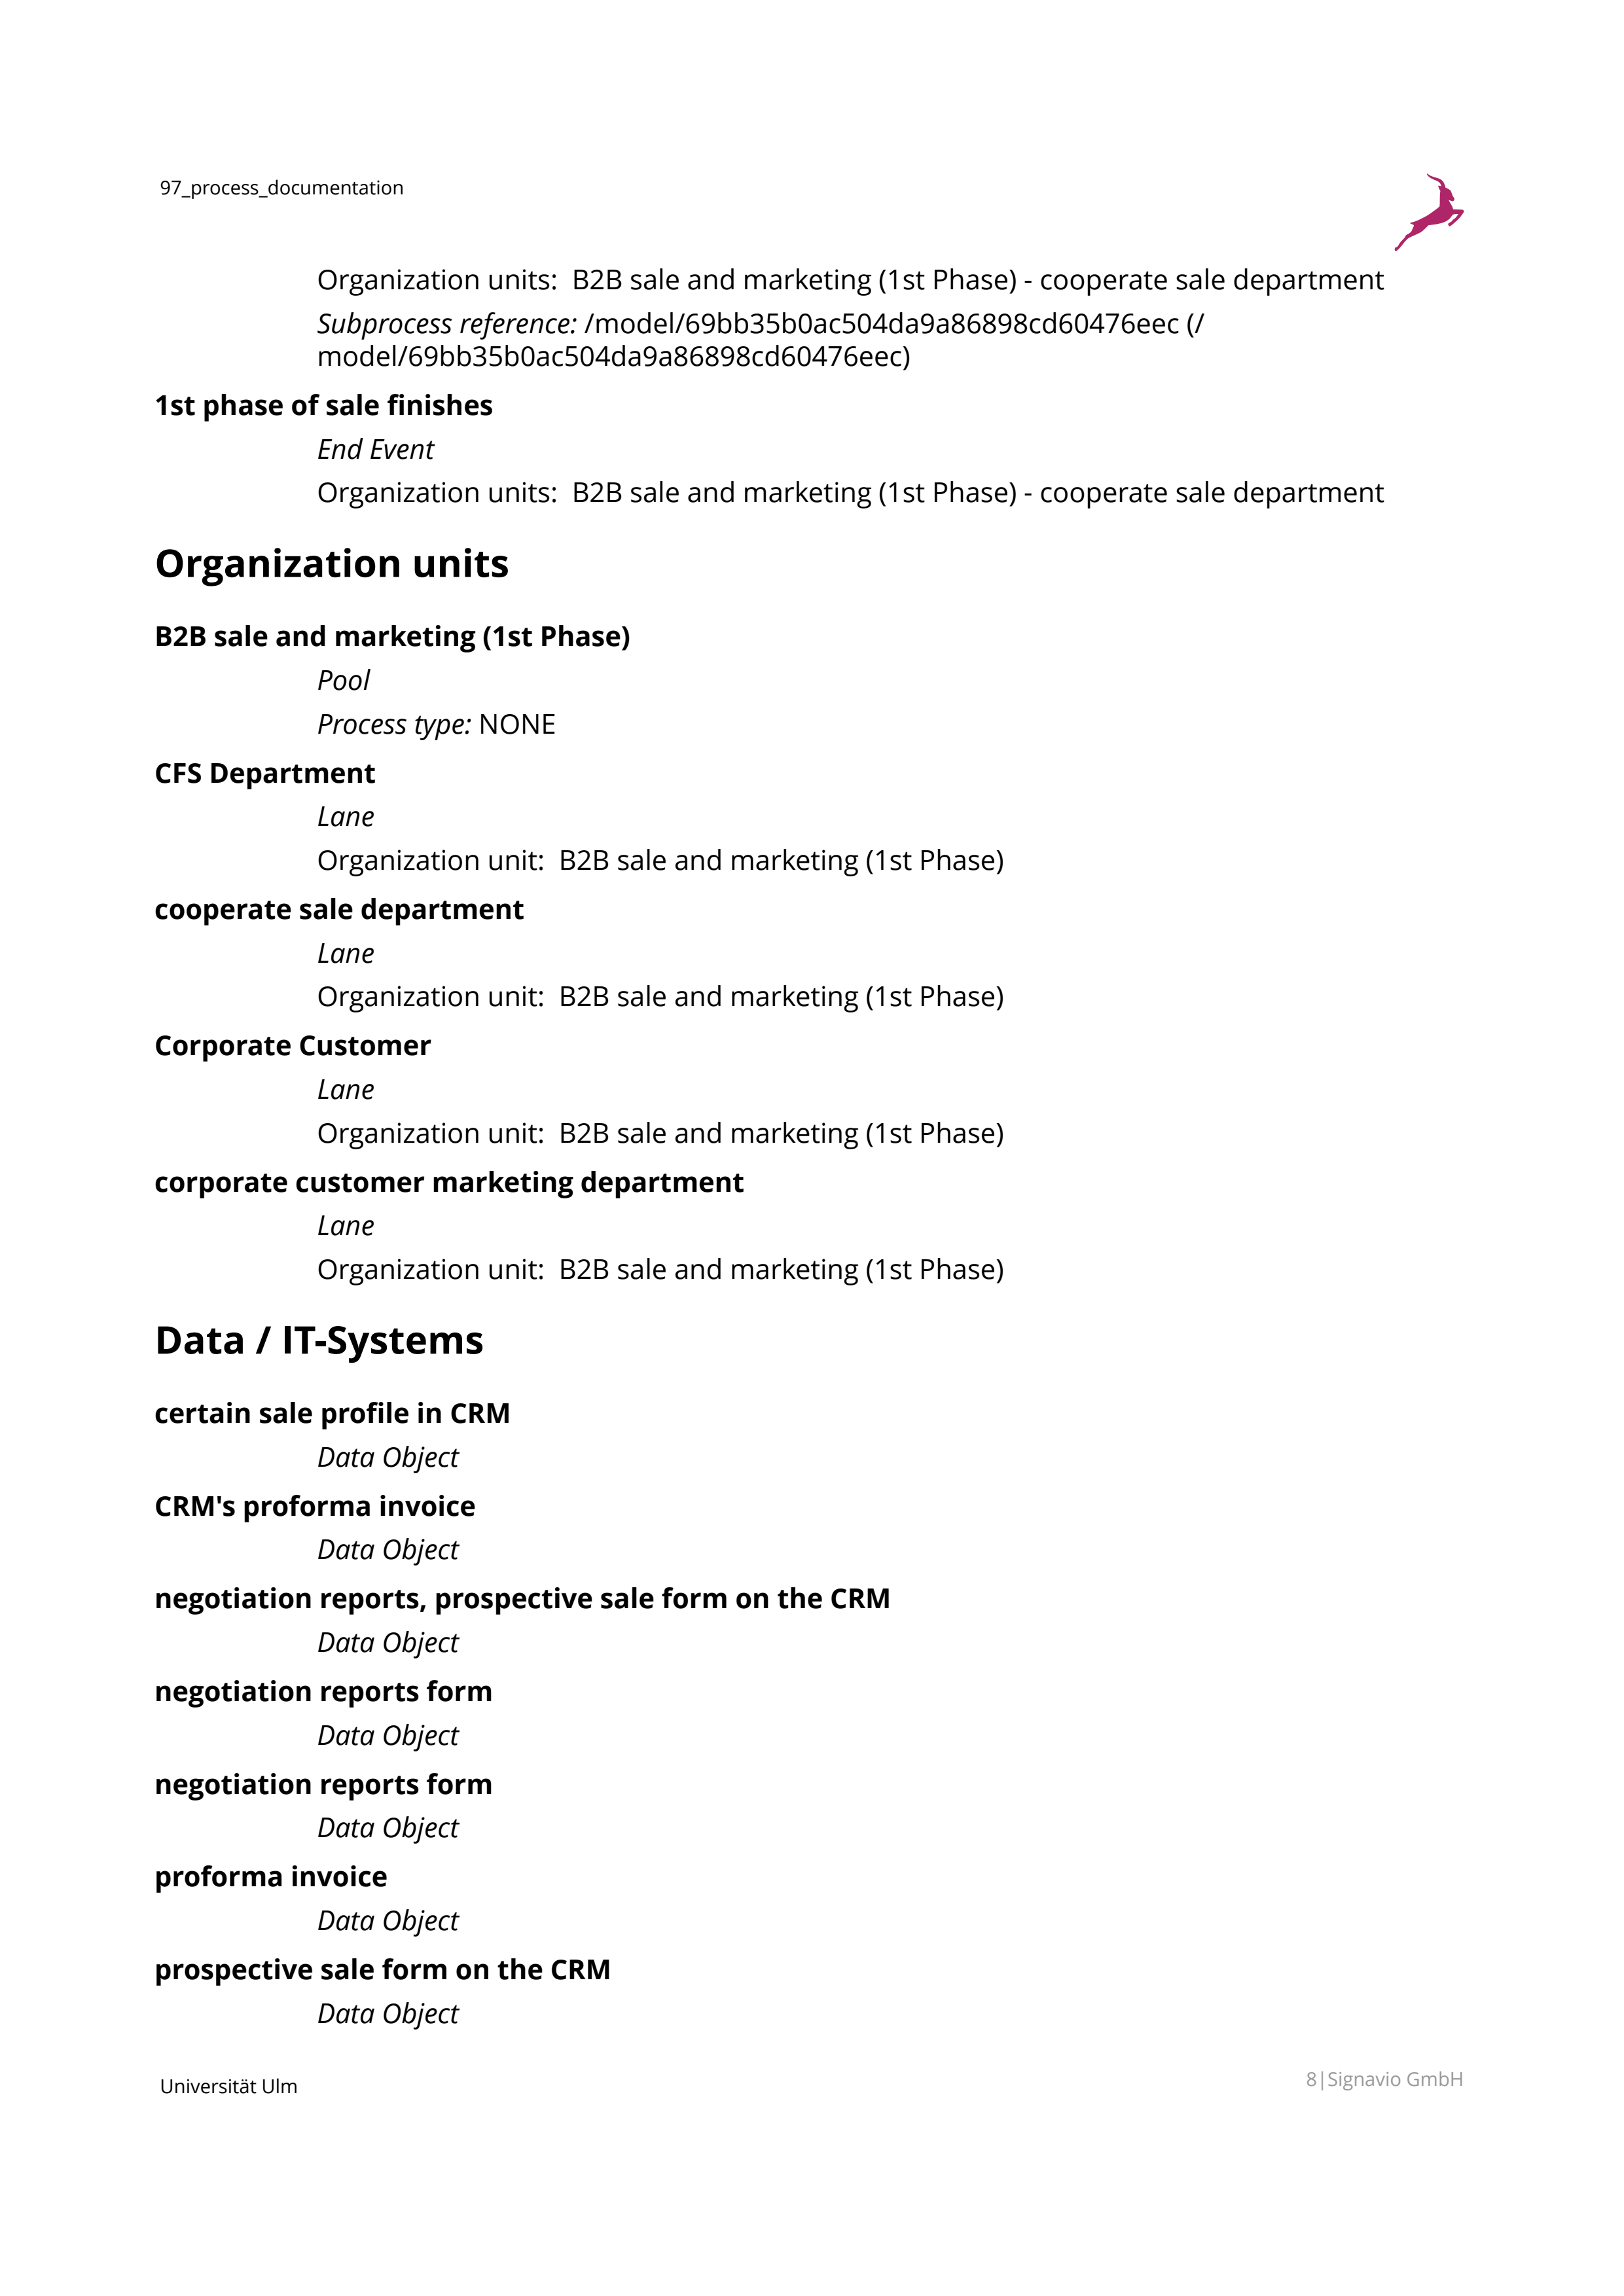 97_process_documentation
Organization units:  B2B sale and marketing (1st Phase) - cooperate sale department
Subprocess reference: /model/69bb35b0ac504da9a86898cd60476eec (/
model/69bb35b0ac504da9a86898cd60476eec)
1st phase of sale finishes
End Event
Organization units:  B2B sale and marketing (1st Phase) - cooperate sale department
Organization units
B2B sale and marketing (1st Phase)
Pool
Process type: NONE
CFS Department
Lane
Organization unit:  B2B sale and marketing (1st Phase)
cooperate sale department
Lane
Organization unit:  B2B sale and marketing (1st Phase)
Corporate Customer
Lane
Organization unit:  B2B sale and marketing (1st Phase)
corporate customer marketing department
Lane
Organization unit:  B2B sale and marketing (1st Phase)
Data / IT-Systems
certain sale profile in CRM
Data Object
CRM's proforma invoice
Data Object
negotiation reports, prospective sale form on the CRM
Data Object
negotiation reports form
Data Object
negotiation reports form
Data Object
proforma invoice
Data Object
prospective sale form on the CRM
Data Object
Universität Ulm
8|Signavio GmbH